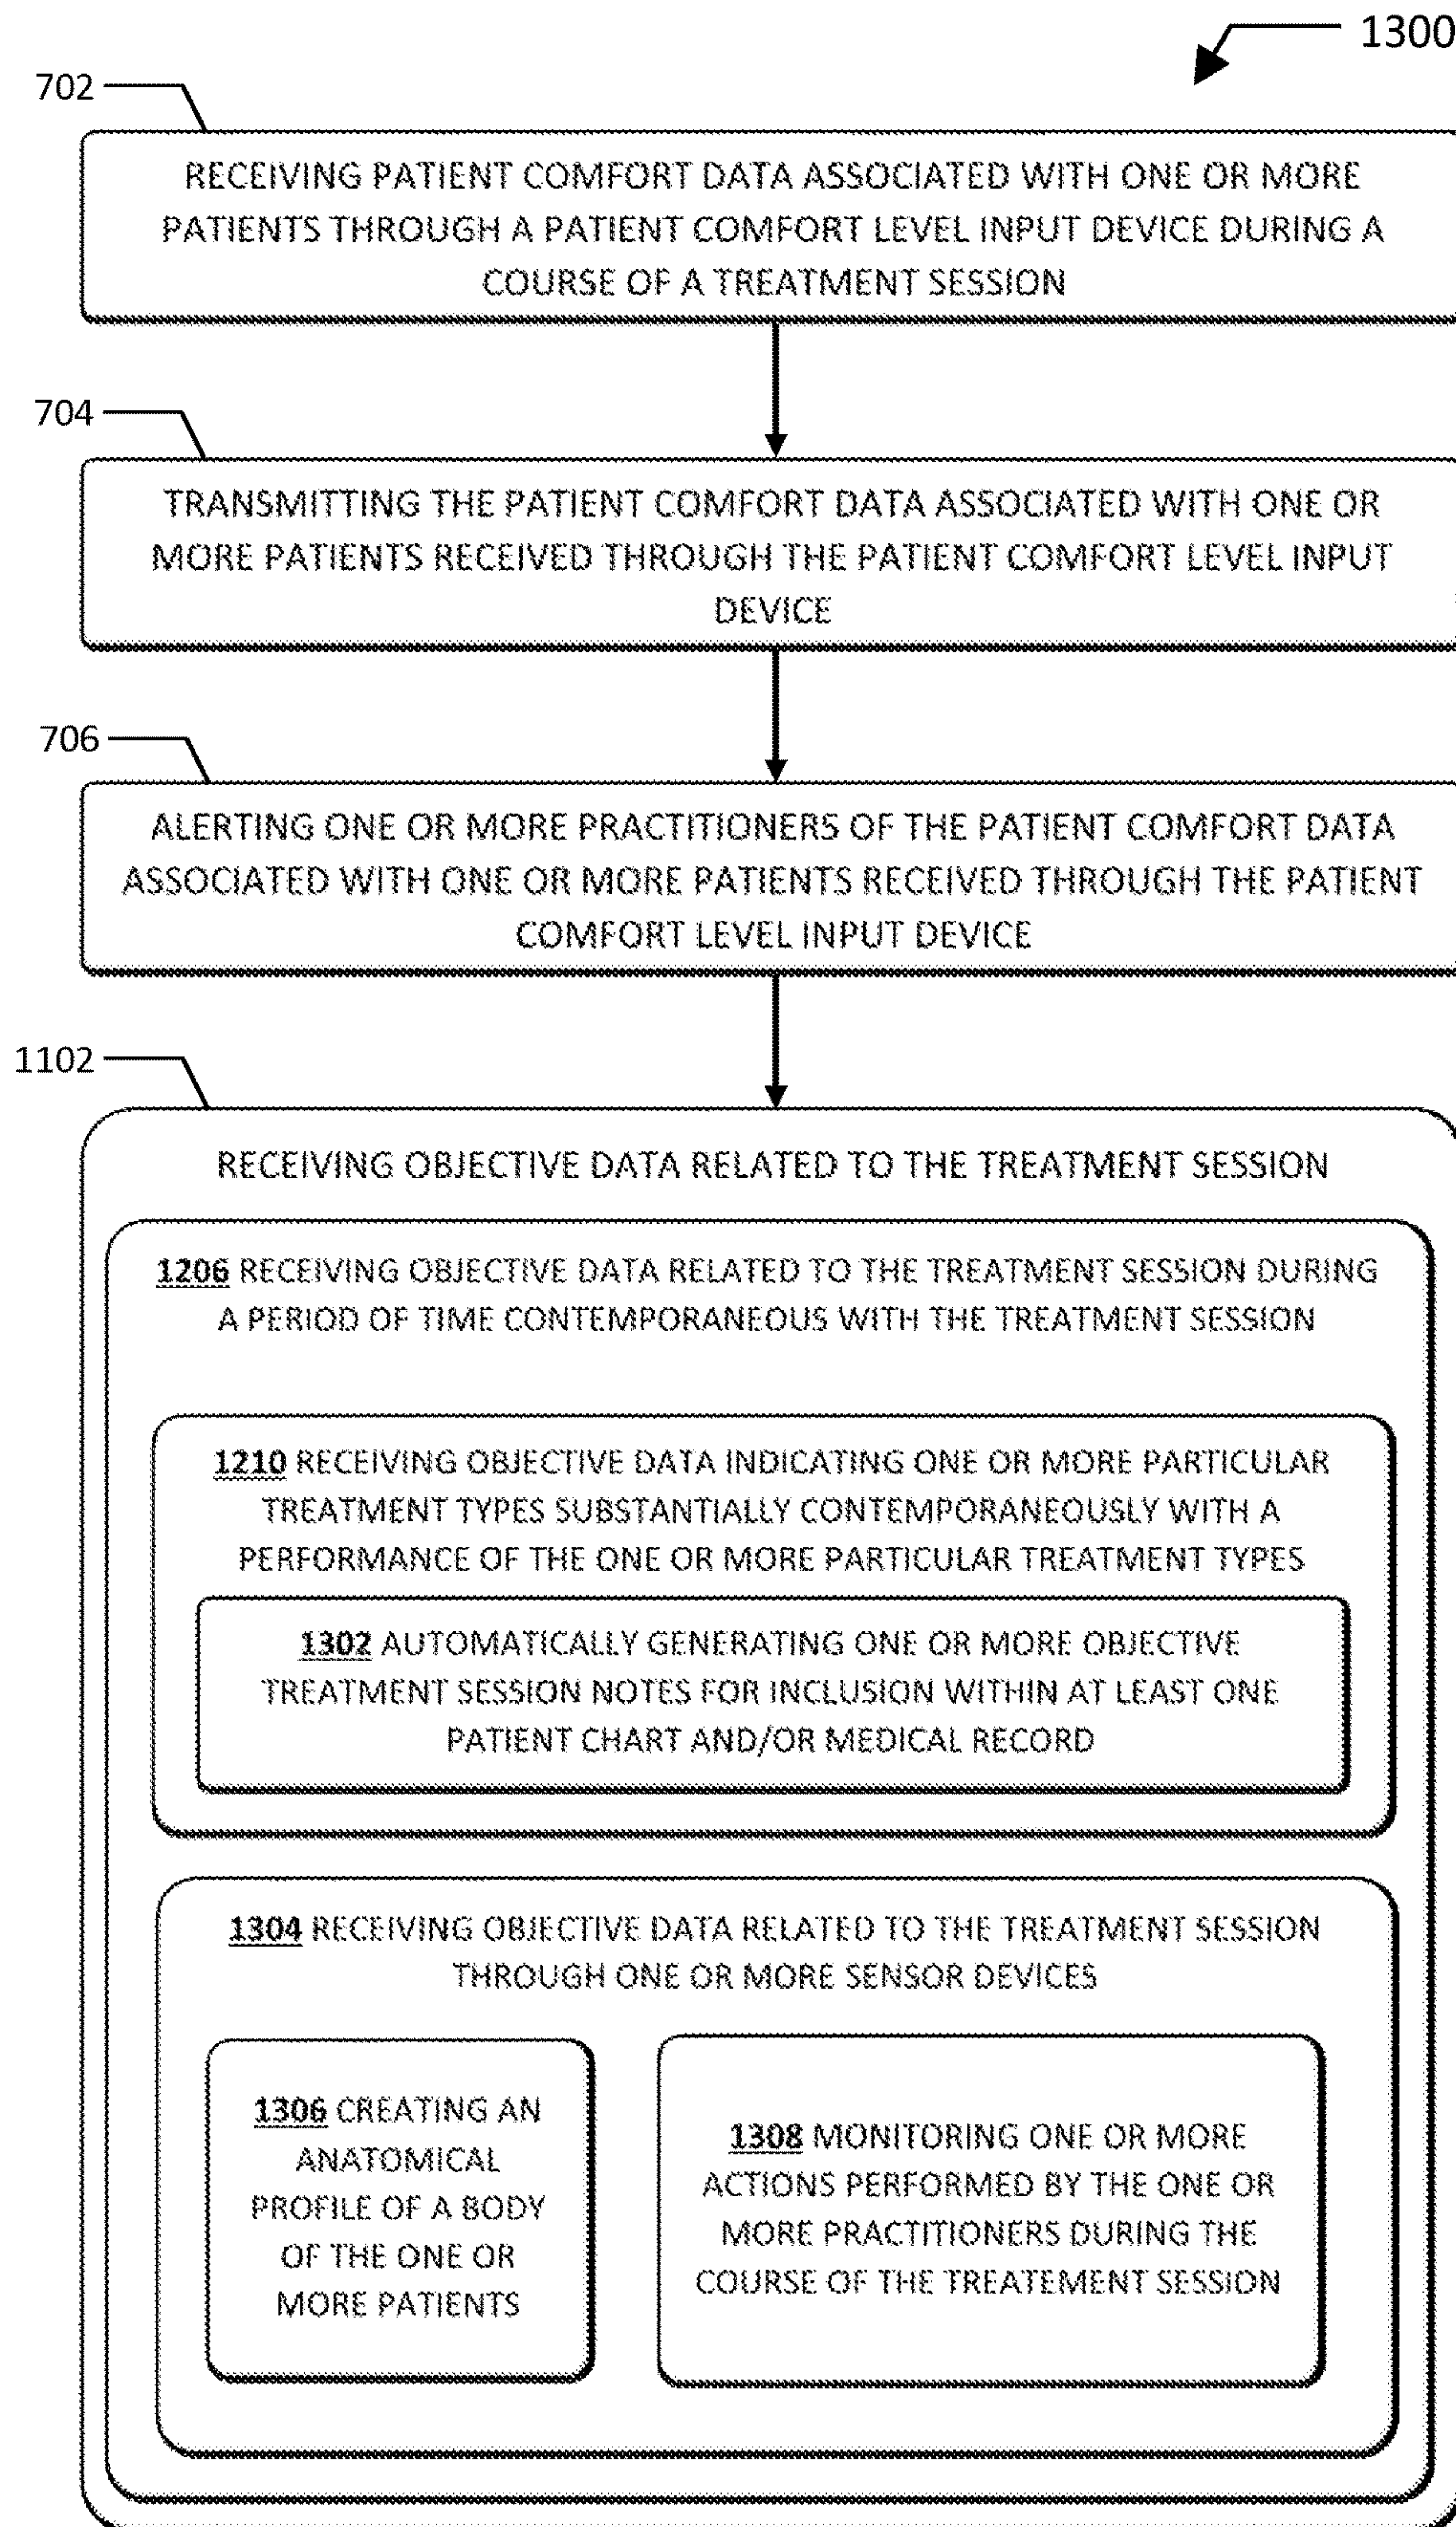 1300
702
RECEIVING PATIENT COMFORT DATA ASSOCIATED WITH ONE OR MORE
PATIENTS THROUGH A PATIENT COMFORT LEVEL INPUT DEVICE DURING A
COURSE OF A TREATMENT SESSION
704
TRANSMITTING THE PATIENT COMFORT DATA ASSOCIATED WITH ONE OR
MORE PATIENTS RECEIVED THROUGH THE PATIENT COMFORT LEVEL INPUT
DEVICE
706
ALERTING ONE OR MORE PRACTITIONERS OF THE PATIENT COMFORT DATA
ASSOCIATED WITH ONE OR MORE PATIENTS RECEIVED THROUGH THE PATIENT
COMFORT LEVEL INPUT DEVICE
1102
RECEIVING OBJECTIVE DATA RELATED TO THE TREATMENT SESSION
1206 RECEIVING OBJECTIVE DATA RELATED TO THE TREATMENT SESSION DURING
A PERIOD OF TIME CONTEMPORANEOUS WITH THE TREATMENT SESSION
1210 RECEIVING OBJECTIVE DATA INDICATING ONE OR MORE PARTICULAR
TREATMENT TYPES SUBSTANTIALLY CONTEMPORANEOUSLY WITH A
PERFORMANCE OF THE ONE OR MORE PARTICULAR TREATMENT TYPES
1302 AUTOMATICALLY GENERATING ONE OR MORE OBJECTIVE
TREATMENT SESSION NOTES FOR INCLUSION WITHIN AT LEAST ONE
PATIENT CHART AND/OR MEDICAL RECORD
1304 RECEIVING OBJECTIVE DATA RELATED TO THE TREATMENT SESSION
THROUGH ONE OR MORE SENSOR DEVICES
1306 CREATING AN
ANATOMICAL
PROFILE OF A BODY
OF THE ONE OR
MORE PATIENTS
1308 MONITORING ONE OR MORE
ACTIONS PERFORMED BY THE ONE OR
MORE PRACTITIONERS DURING THE
COURSE OF THE TREATEMENT SESSION